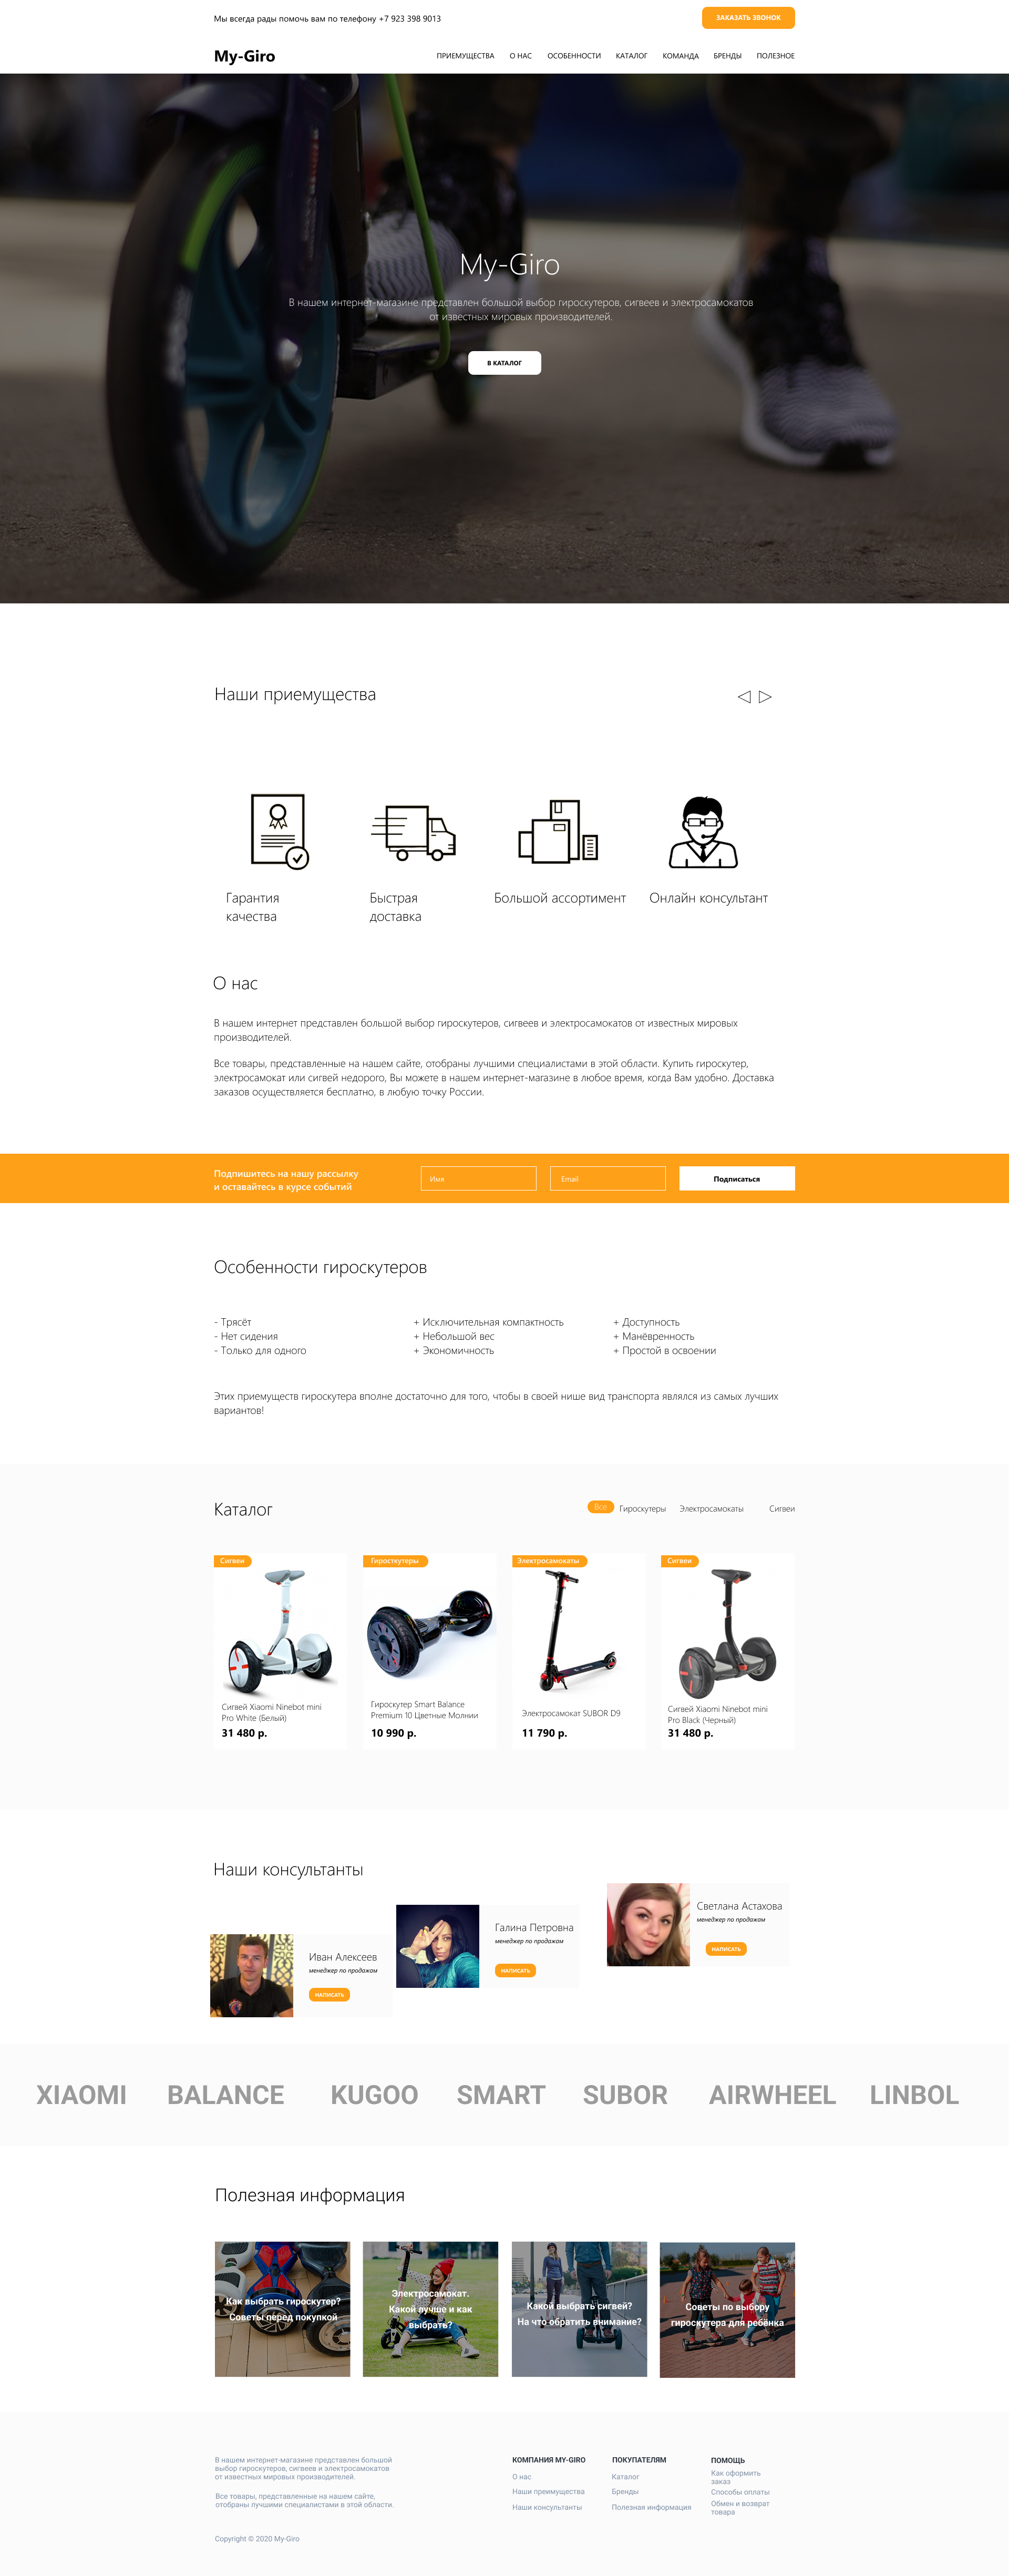 Мы всегда рады помочь вам по телефону +7 923 398 9013
ЗАКАЗАТЬ ЗВОНОК
My-Giro
ПРИЕМУЩЕСТВА О НАС ОСОБЕННОСТИ КАТАЛОГ КОМАНДА БРЕНДЫ ПОЛЕЗНОЕ
My-Giro
В нашем интернет-магазине представлен большой выбор гироскутеров, сигвеев и электросамокатов
от известных мировых производителей.
В КАТАЛОГ
Наши приемущества
Гарантия
качества
Быстрая
доставка
Большой ассортимент
Онлайн консультант
О нас
В нашем интернет представлен большой выбор гироскутеров, сигвеев и электросамокатов от известных мировых
производителей.
Все товары, представленные на нашем сайте, отобраны лучшими специалистами в этой области. Купить гироскутер,
электросамокат или сигвей недорого, Вы можете в нашем интернет-магазине в любое время, когда Вам удобно. Доставка
заказов осуществляется бесплатно, в любую точку России.
Подпишитесь на нашу рассылку
и оставайтесь в курсе событий
Имя
Email
Подписаться
Особенности гироскутеров
- Трясёт
- Нет сидения
- Только для одного
+ Исключительная компактность
+ Небольшой вес
+ Экономичность
+ Доступность
+ Манёвренность
+ Простой в освоении
Этих приемуществ гироскутера вполне достаточно для того, чтобы в своей нише вид транспорта являлся из самых лучших
вариантов!
Каталог
Все Гироскутеры Электросамокаты Сигвеи
Сигвеи
Сигвей Xiaomi Ninebot mini
Pro White (Белый)
31 480 р.
Гиросткутеры
Гироскутер Smart Balance
Premium 10 Цветные Молнии
10 990 р.
Электросамокаты
Электросамокат SUBOR D9
11 790 р.
Сигвеи
Сигвей Xiaomi Ninebot mini
Pro Black (Черный)
31 480 р.
Наши консультанты
Иван Алексеев
менеджер по продажам
НАПИСАТЬ
Галина Петровна
менеджер по продажам
НАПИСАТЬ
Светлана Астахова
менеджер по продажам
НАПИСАТЬ
XIAOMI BALANCE KUGOO SMART SUBOR AIRWHEEL LINBOL
Полезная информация
Как выбрать гироскутер?
Советы перед покупкой
Электросамокат.
Какой лучше и как
выбрать?
Какой выбрать сигвей?
На что обратить внимание?
Советы по выбору
гироскутера для ребёнка
В нашем интернет-магазине представлен большой
выбор гироскутеров, сигвеев и электросамокатов
от известных мировых производителей.
Все товары, представленные на нашем сайте,
отобраны лучшими специалистами в этой области.
Copyright © 2020 My-Giro
КОМПАНИЯ MY-GIRO
О нас
Наши преимущества
Наши консультанты
ПОКУПАТЕЛЯМ
Каталог
Бренды
Полезная информация
ПОМОЩЬ
Как оформить
заказ
Способы оплаты
Обмен и возврат
товара